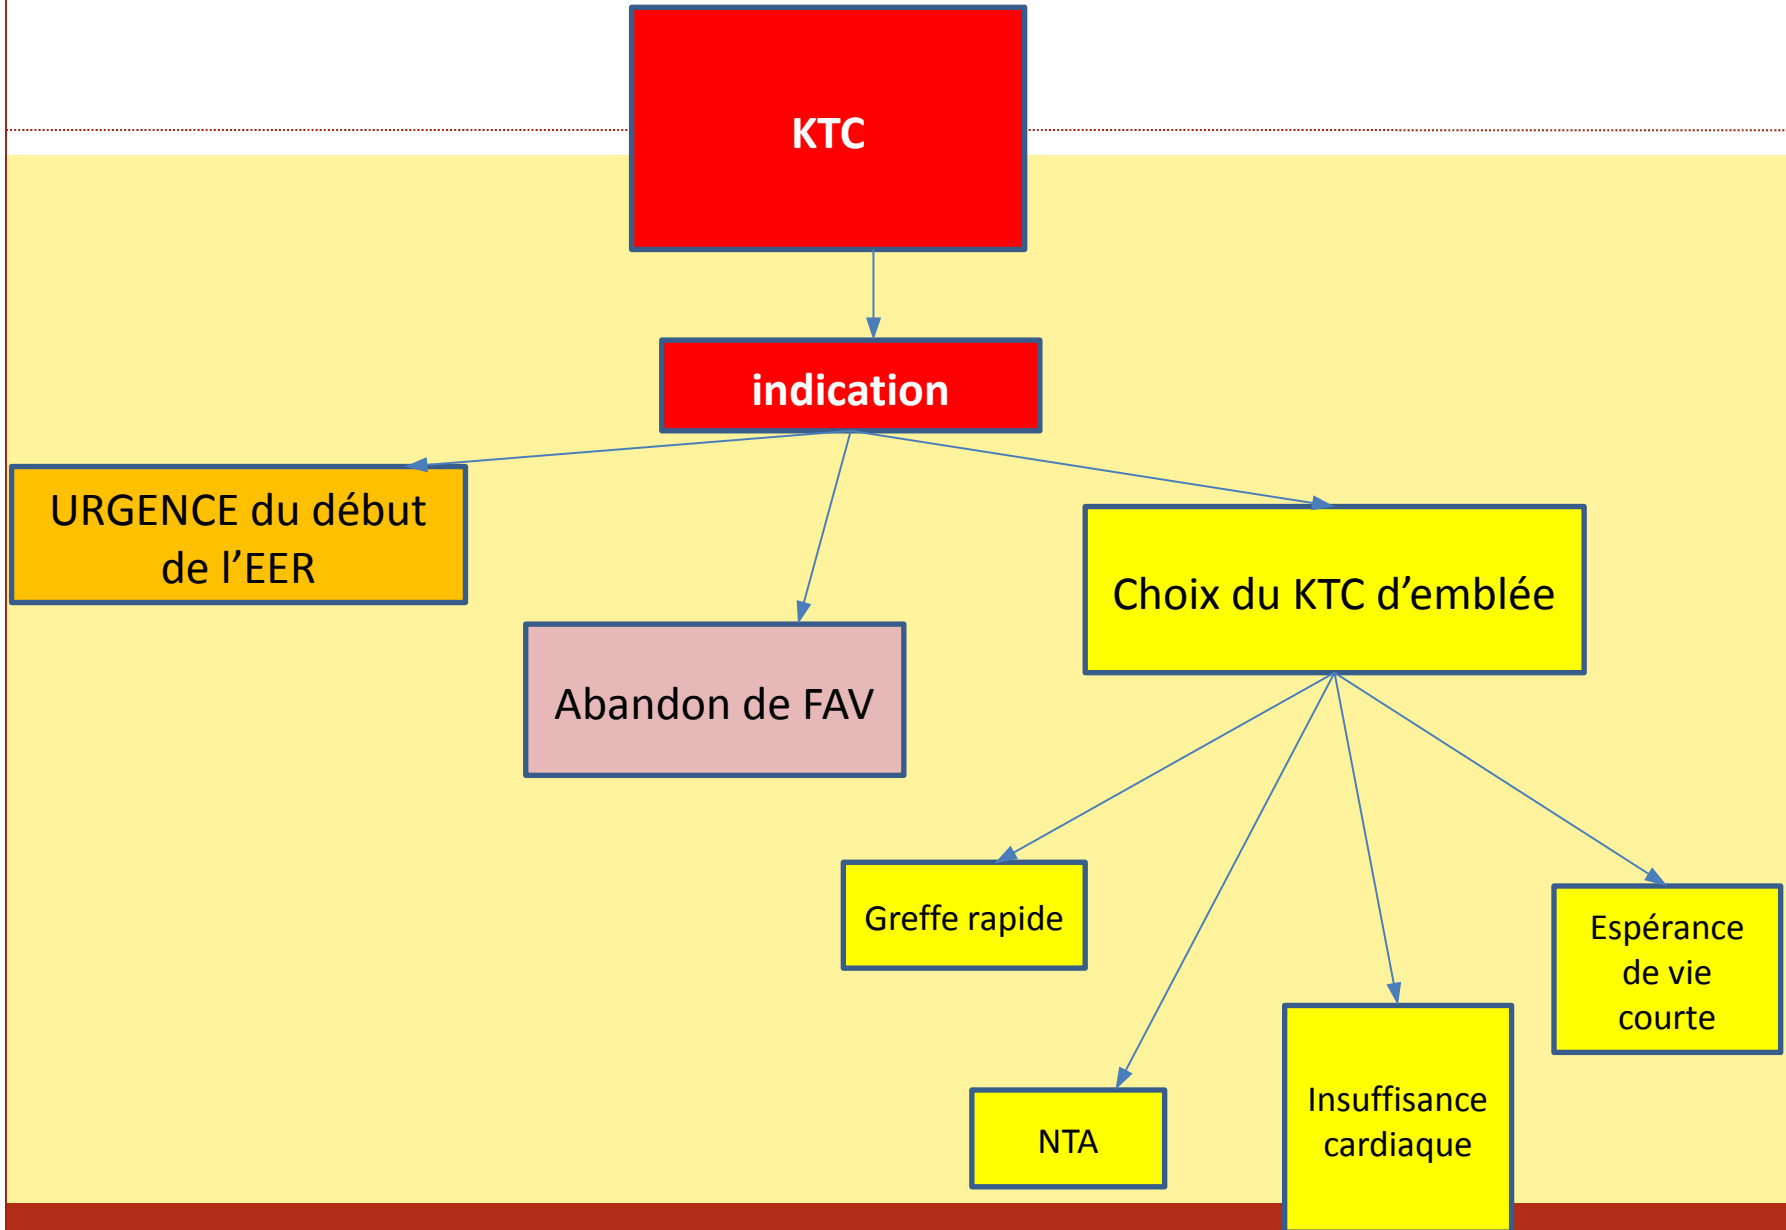 KTC
indication
URGENCE du début
de l’EER
Choix du KTC d’emblée
Abandon de FAV
Greffe rapide
Espérance
de vie
courte
NTA
Insuffisance
cardiaque